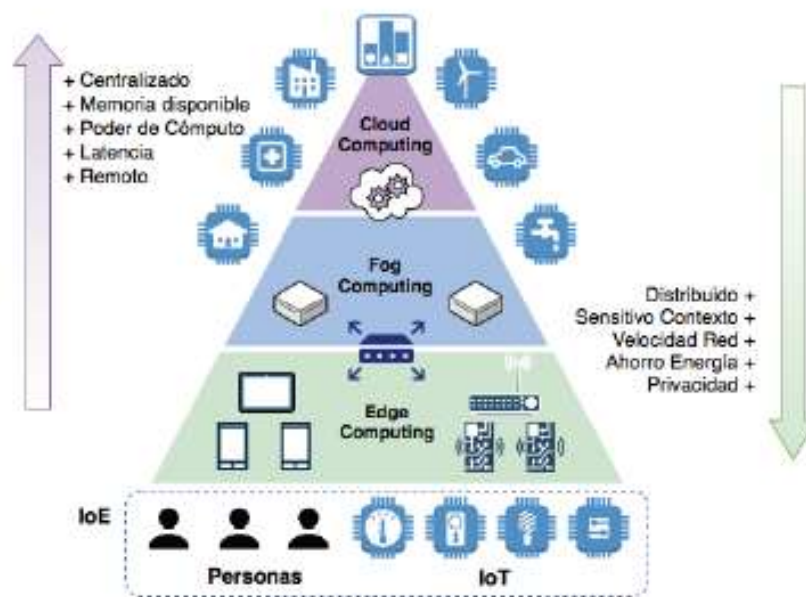 + Centralizado
+ Memoria disponible
+ Poder de Cómputo
+ Latencia
+ Remoto
Cloud
Computing
Fog
Computing
Distribuido +
Sensitivo Contexto +
Velocidad Red +
Ahorro Energía +
Privacidad +
Edge
Computing
IoE
Personas
IoT